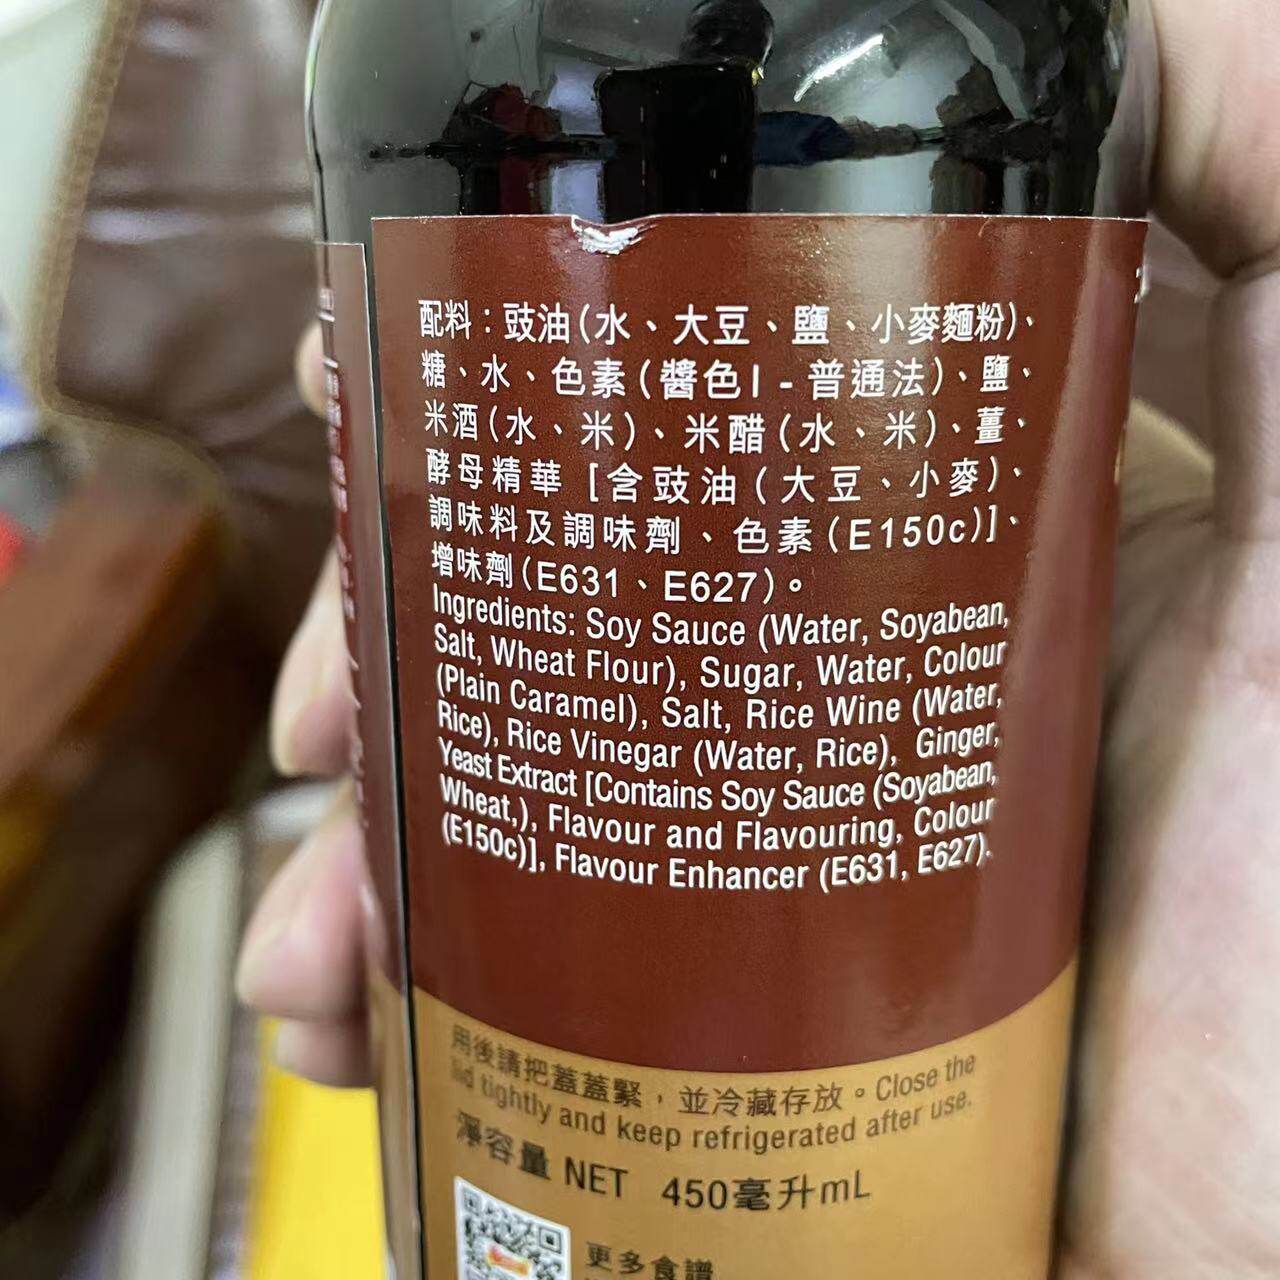 配料：豉油(水、大豆、鹽、小麥麵粉)、
糖、水、色素(醬色I-普通法)、鹽、
米酒(水、米)、米醋(水、米)、薑、
酵母精華 [含豉油(大豆、小麥)、
調味料及調味劑、色素(E150c)]、
增味劑(E631、E627)。
Ingredients: Soy Sauce (Water, Soyabean,
Salt, Wheat Flour), Sugar, Water, Colour
(Plain Caramel), Salt, Rice Wine (Water,
Rice), Rice Vinegar (Water, Rice), Ginger,
Yeast Extract [Contains Soy Sauce (Soyabean,
Wheat,), Flavour and Flavouring, Colour
(E150c)], Flavour Enhancer (E631, E627).
用後請把蓋蓋緊，並冷藏存放。Close the
lid tightly and keep refrigerated after use.
淨容量 NET 450毫升mL
更多食譜